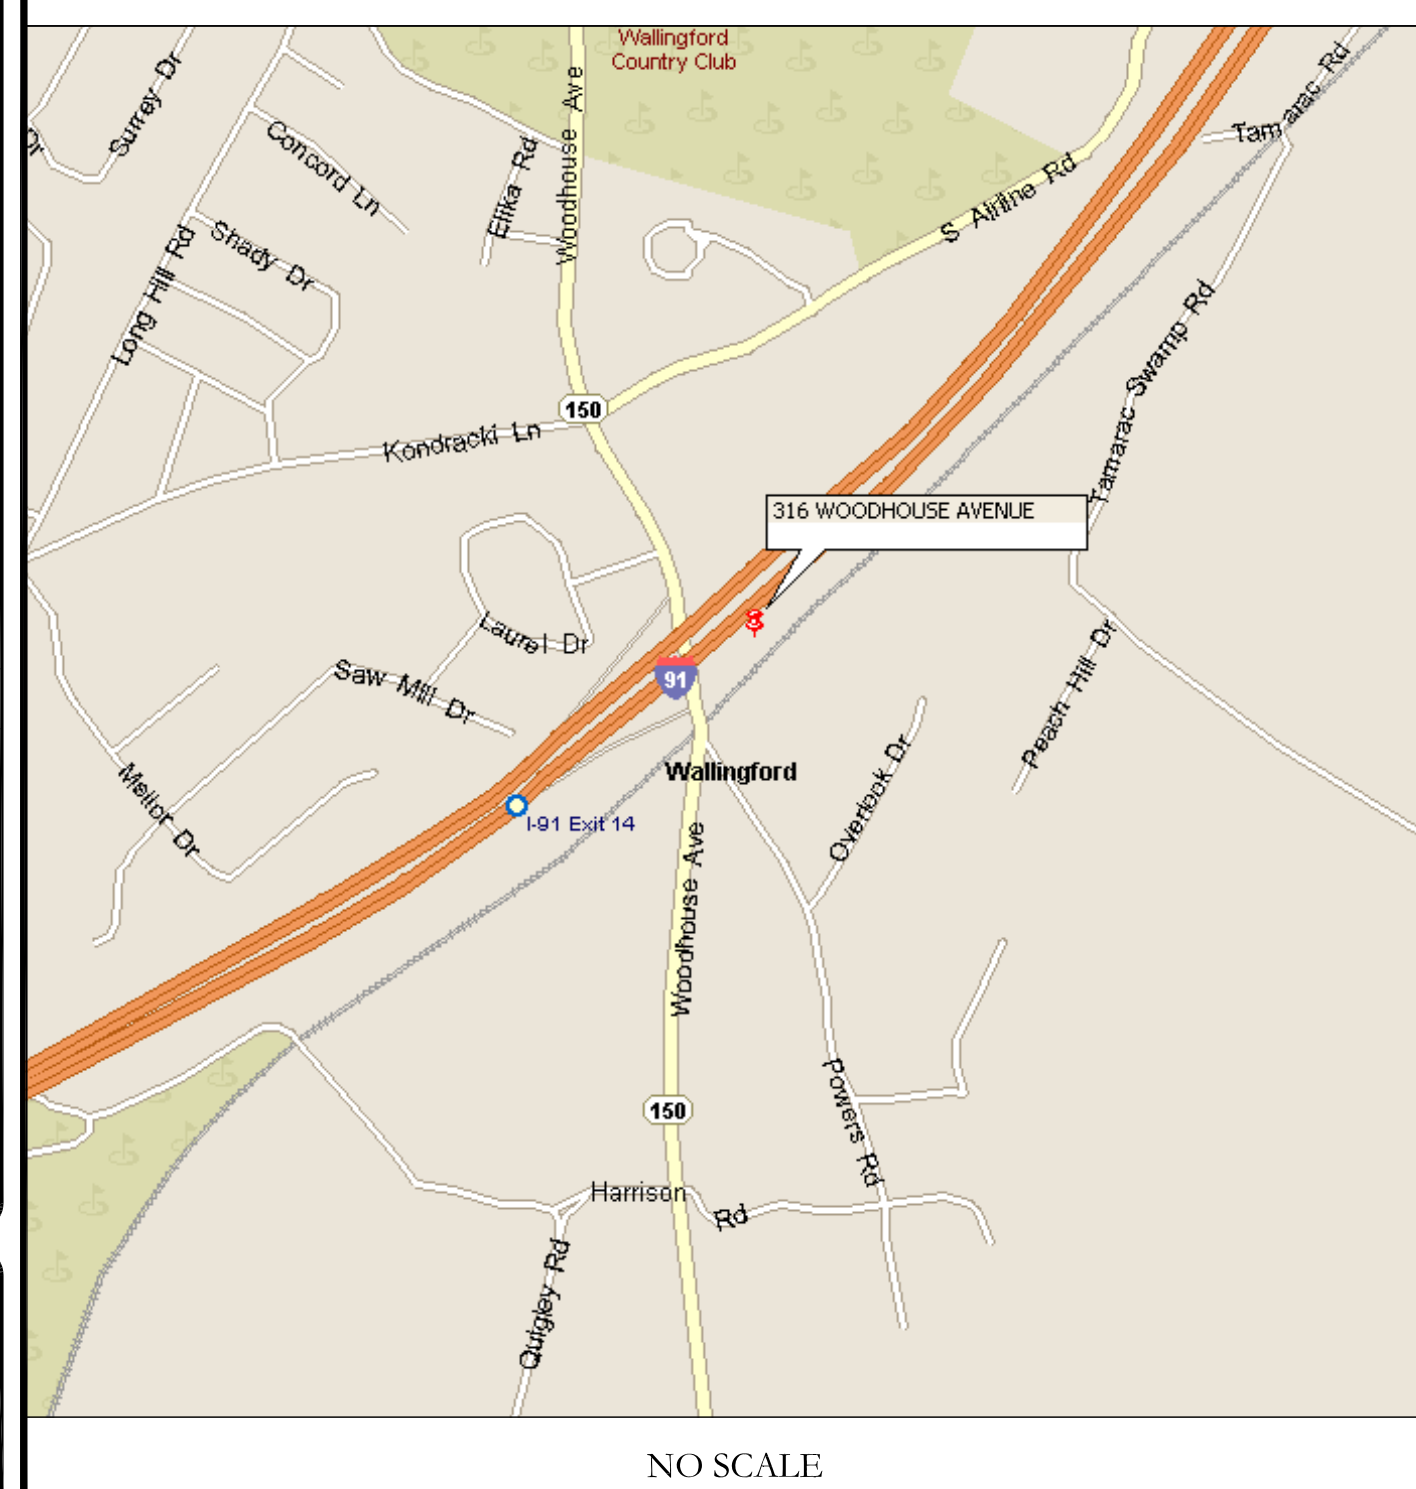 Wallingford
Country Club
Surrey Dr
Dr
Concord Ln
Elika Rd
Woodhouse Ave
Tamarac Rd
S Airline Rd
Shady Dr
Long Hill Rd
Tamarac Swamp Rd
150
Kondracki Ln
316 WOODHOUSE AVENUE
Laurel Dr
Saw Mill Dr
91
Peach Hill Dr
Wallingford
Mellor Dr
I-91 Exit 14
Overlook Dr
Woodhouse Ave
150
Powers Rd
Harrison Rd
Quigley Rd
NO SCALE